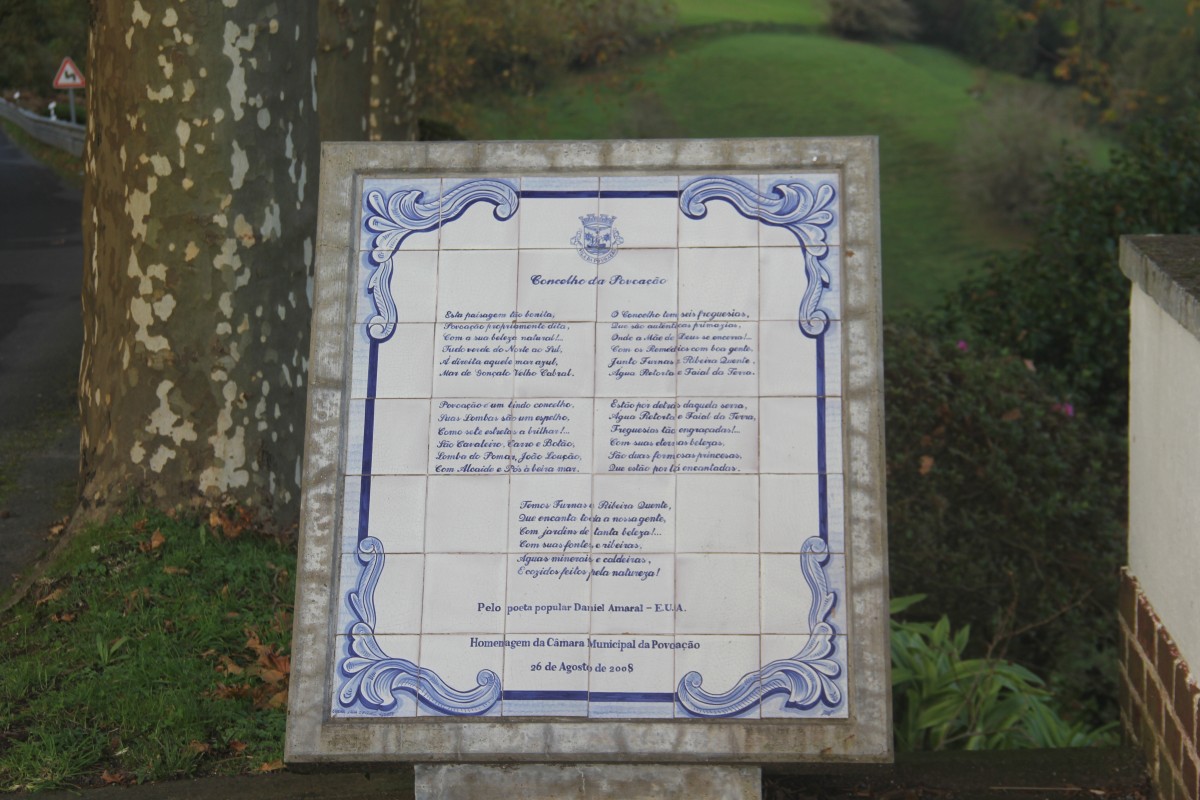 Concelho da Povoação
Esta paisagem tão bonita,
Povoação propriamente dita,
Com a sua beleza natural!...
Tudo verde do Norte ao Sul,
Á direita aquele mar azul,
Mar de Gonçalo Velho Cabral.
O Concelho tem seis freguesias,
Que são autênticas primazias,
Onde a Mãe de Deus se encerra!...
Com os Remédios com boa gente,
Junto Furnas e Ribeira Quente,
Agua Retorta e Faial da Terra.
Povoação é um lindo concelho.
Suas Lombas são um espelho,
Como sete estrelas a brilhar!...
São Cavaleiro, Carro e Botão,
Lomba do Pomar, João Loução,
Com Alcaide e Pós à beira mar.
Estão por detrás daquela serra,
Agua Retorta e Faial da Terra,
Freguesias tão engraçadas!...
Com suas eternas belezas,
São duas formosas princesas,
Que estão por lá encantadas.
Temos Furnas e Ribeira Quente,
Que encanta toda a nossa gente,
Com jardins de tanta beleza!...
Com suas fontes e ribeiras,
Aguas minerais e caldeiras,
E cozidos feitos pela natureza!
Pelo poeta popular Daniel Amaral - E.U.A.
Homenagem da Câmara Municipal da Povoação
26 de Agosto de 2008